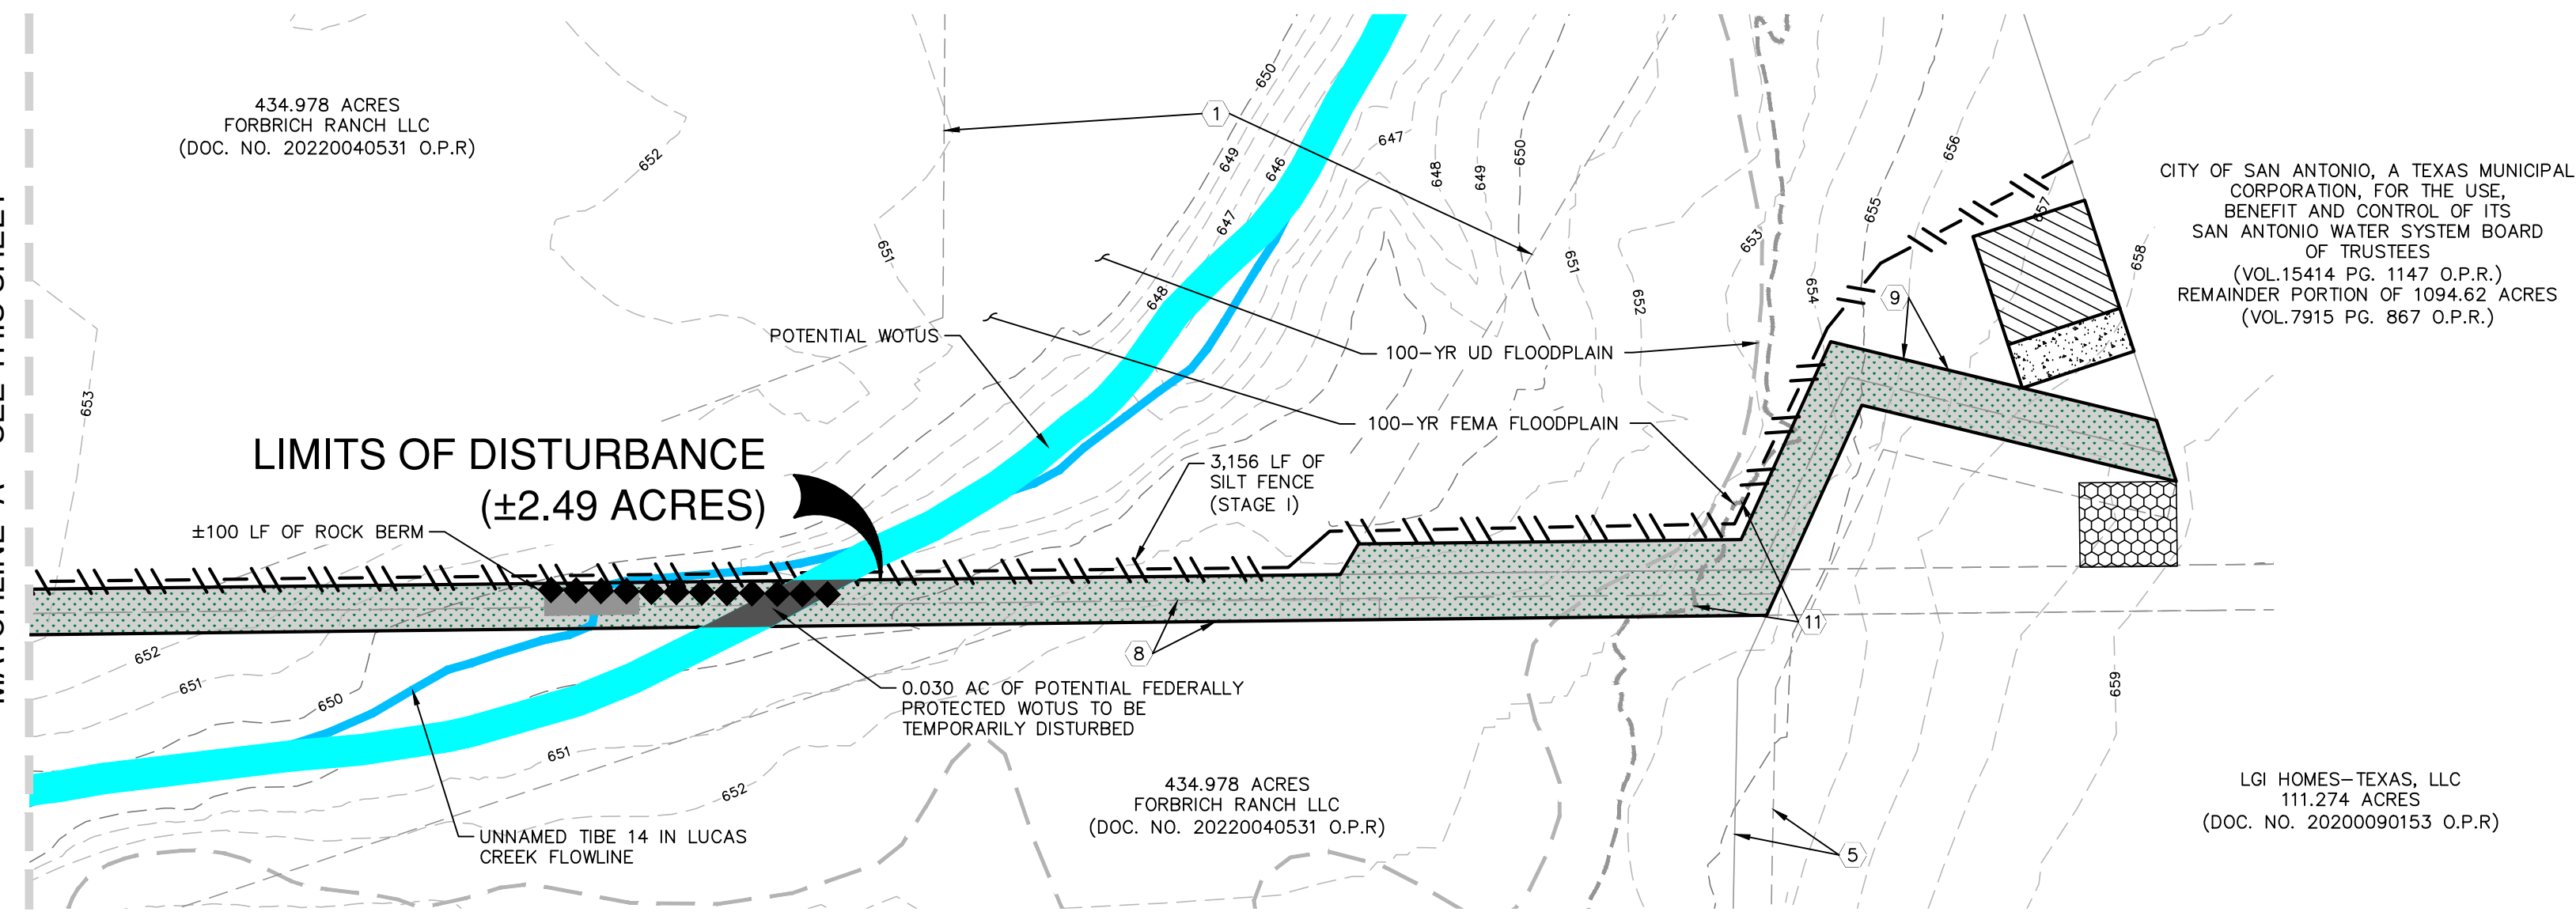 434.978 ACRES
FORBRICH RANCH LLC
(DOC. NO. 20220040531 O.P.R)
CITY OF SAN ANTONIO, A TEXAS MUNICIPAL
CORPORATION, FOR THE USE,
BENEFIT AND CONTROL OF ITS
SAN ANTONIO WATER SYSTEM BOARD
OF TRUSTEES
(VOL.15414 PG. 1147 O.P.R.)
REMAINDER PORTION OF 1094.62 ACRES
(VOL.7915 PG. 867 O.P.R.)
1
650
649
646
647
648
647
648
649
650
651
652
653
654
655
656
657
658
652
651
653
9
POTENTIAL WOTUS
100-YR UD FLOODPLAIN
100-YR FEMA FLOODPLAIN
LIMITS OF DISTURBANCE
(±2.49 ACRES)
3,156 LF OF
SILT FENCE
(STAGE I)
±100 LF OF ROCK BERM
11
8
652
651
650
651
652
659
0.030 AC OF POTENTIAL FEDERALLY
PROTECTED WOTUS TO BE
TEMPORARILY DISTURBED
434.978 ACRES
FORBRICH RANCH LLC
(DOC. NO. 20220040531 O.P.R)
LGI HOMES-TEXAS, LLC
111.274 ACRES
(DOC. NO. 20200090153 O.P.R)
UNNAMED TIBE 14 IN LUCAS
CREEK FLOWLINE
5